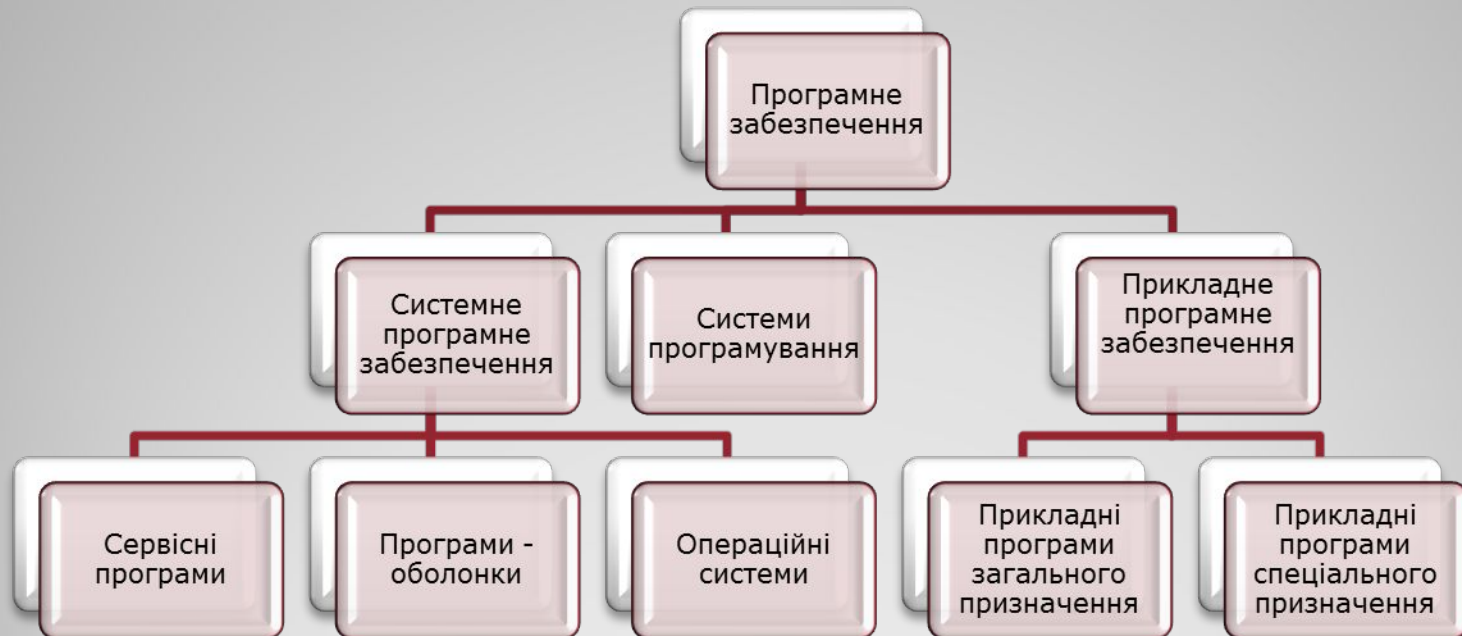 Програмне
забезпечення
Системне
програмне
забезпечення
Системи
програмування
Прикладне
програмне
забезпечення
Сервісні
програми
Програми -
оболонки
Операційні
системи
Прикладні
програми
загального
призначення
Прикладні
програми
спеціального
призначення